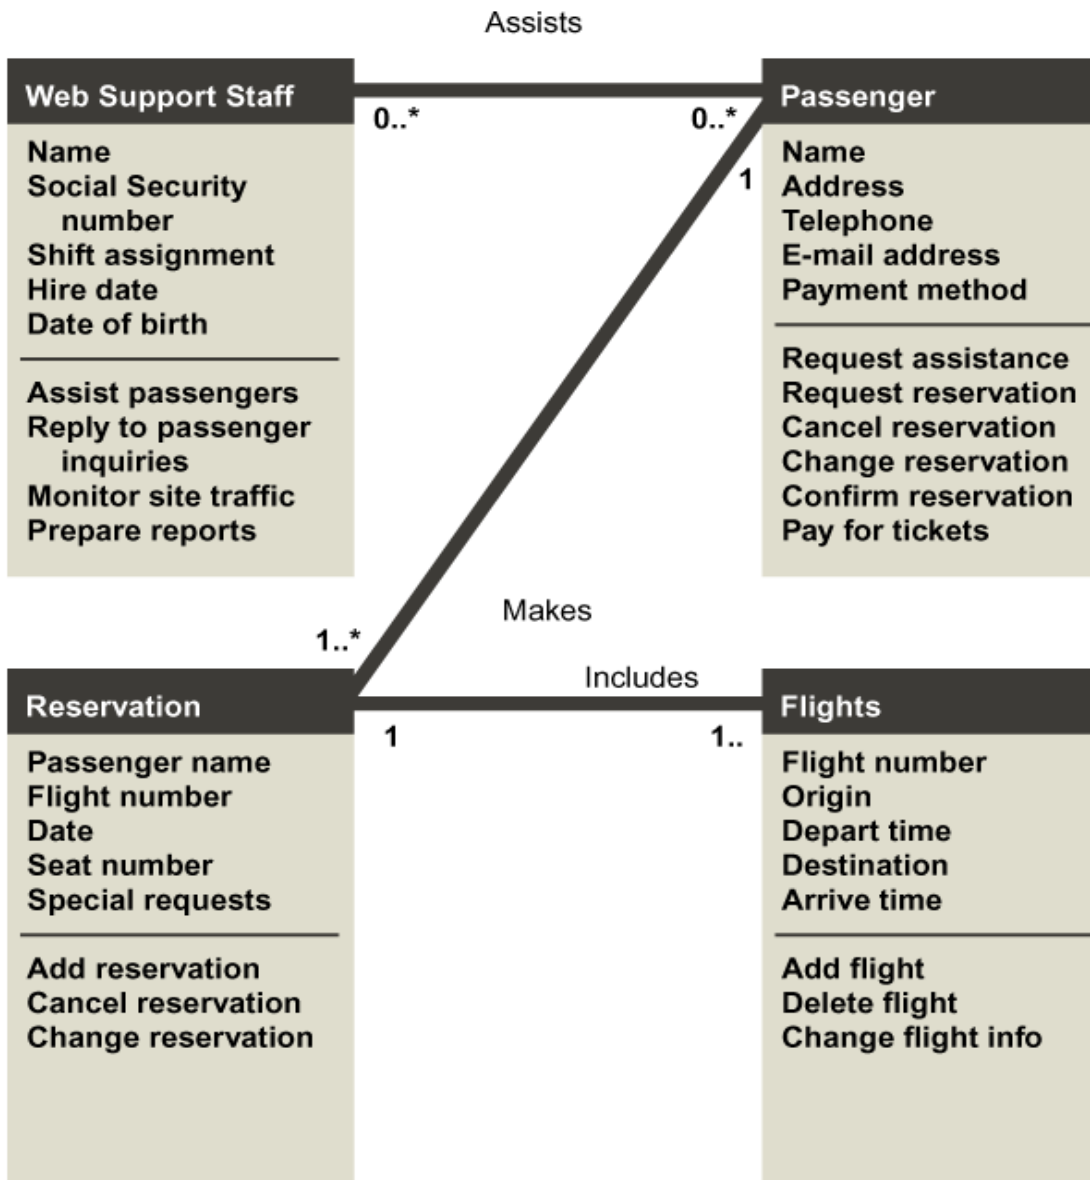 Assists
Web Support Staff
0..*
0..*
Passenger
Name
Social Security
number
Shift assignment
Hire date
Date of birth
Assist passengers
Reply to passenger
inquiries
Monitor site traffic
Prepare reports
1
Name
Address
Telephone
E-mail address
Payment method
Request assistance
Request reservation
Cancel reservation
Change reservation
Confirm reservation
Pay for tickets
Makes
1..*
Includes
Reservation
1
1..
Flights
Passenger name
Flight number
Date
Seat number
Special requests
Add reservation
Cancel reservation
Change reservation
Flight number
Origin
Depart time
Destination
Arrive time
Add flight
Delete flight
Change flight info